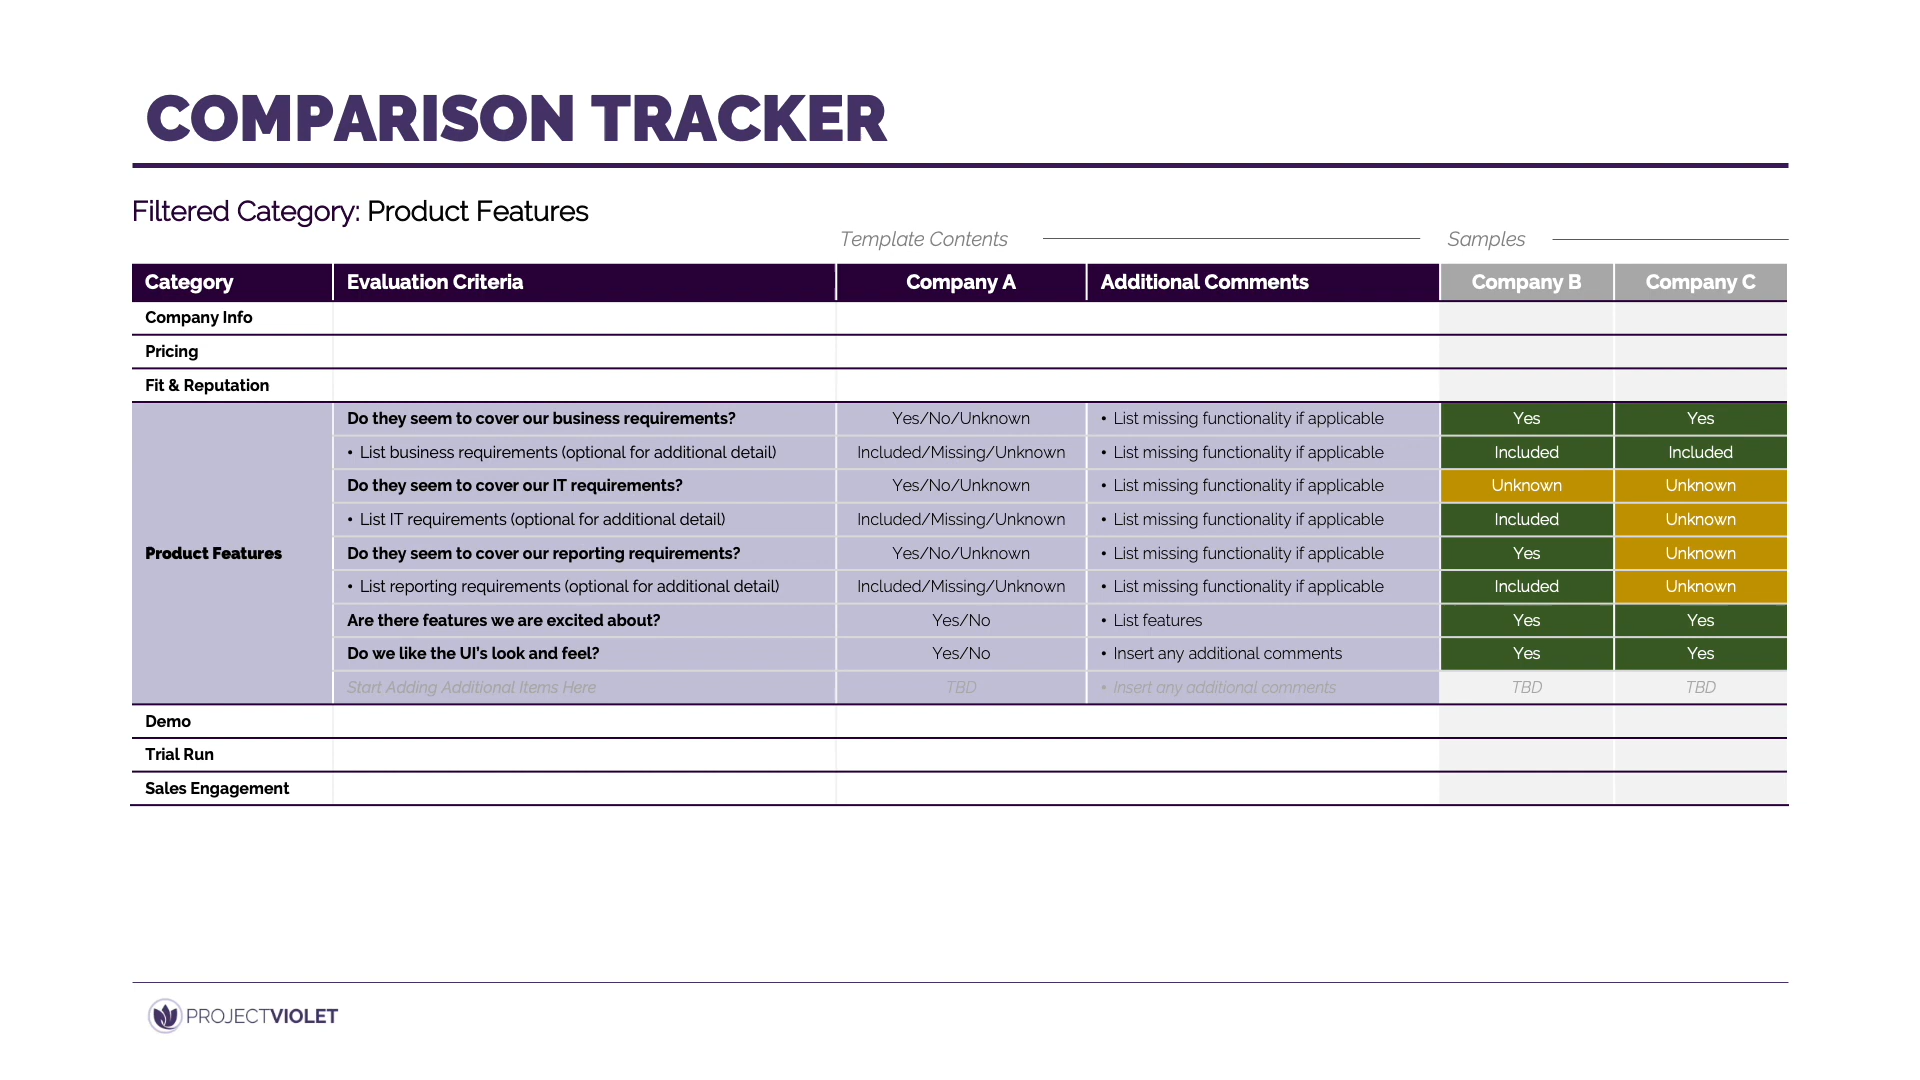 COMPARISON TRACKER
Filtered Category: Product Features
Template Contents Samples
Category Evaluation Criteria Company A Additional Comments Company B Company C
Company Info
Pricing
Fit & Reputation
Do they seem to cover our business requirements? Yes/No/Unknown • List missing functionality if applicable Yes Yes
• List business requirements (optional for additional detail) Included/Missing/Unknown • List missing functionality if applicable Included Included
Do they seem to cover our IT requirements? Yes/No/Unknown • List missing functionality if applicable Unknown Unknown
• List IT requirements (optional for additional detail) Included/Missing/Unknown • List missing functionality if applicable Included Unknown
Product Features Do they seem to cover our reporting requirements? Yes/No/Unknown • List missing functionality if applicable Yes Unknown
• List reporting requirements (optional for additional detail) Included/Missing/Unknown • List missing functionality if applicable Included Unknown
Are there features we are excited about? Yes/No • List features Yes Yes
Do we like the UI's look and feel? Yes/No • Insert any additional comments Yes Yes
Start Adding Additional Items Here TBD • Insert any additional comments TBD TBD
Demo
Trial Run
Sales Engagement
PROJECTVIOLET